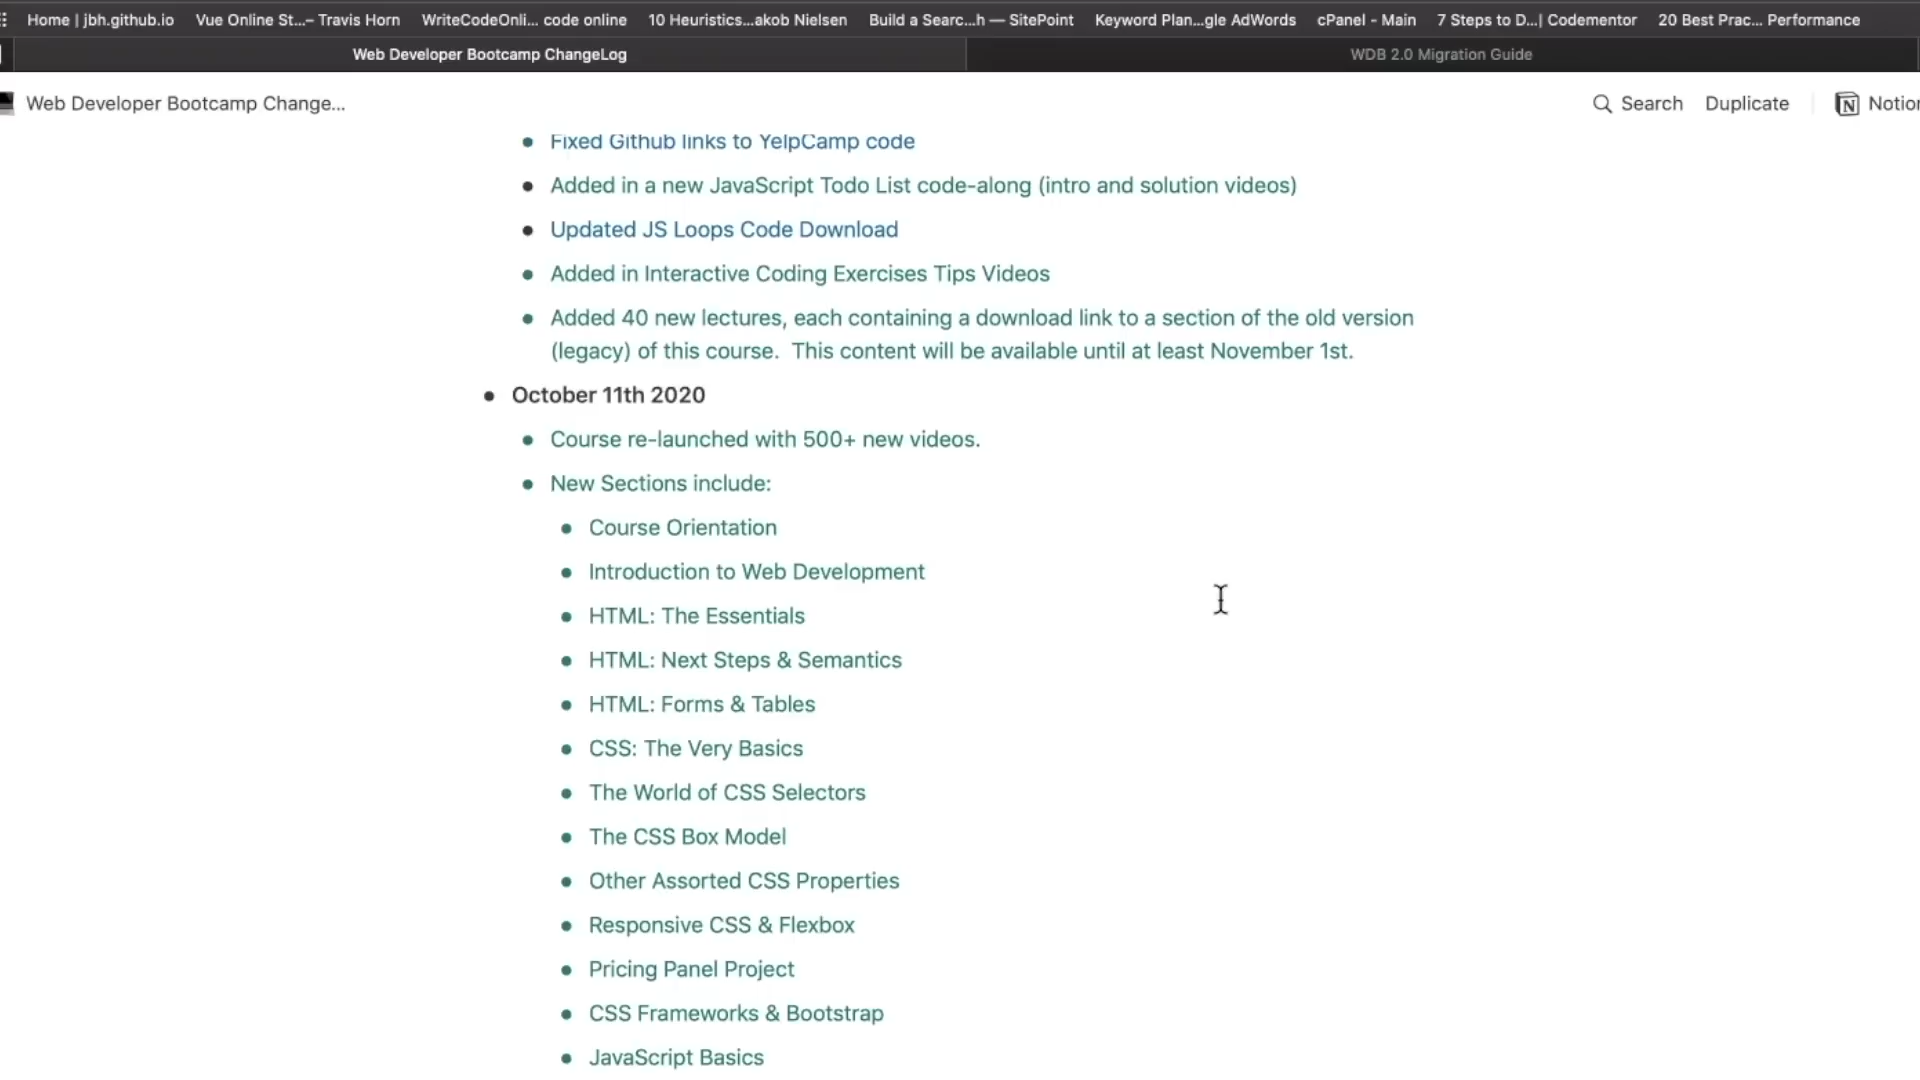 Home | jbh.github.io Vue Online St...– Travis Horn WriteCodeOnli... code online 10 Heuristics...akob Nielsen Build a Searc...h — SitePoint Keyword Plan...gle AdWords cPanel - Main 7 Steps to D...| Codementor 20 Best Prac... Performance
Web Developer Bootcamp ChangeLog WDB 2.0 Migration Guide
Web Developer Bootcamp Change... Search Duplicate Notion
Fixed Github links to YelpCamp code
Added in a new JavaScript Todo List code-along (intro and solution videos)
Updated JS Loops Code Download
Added in Interactive Coding Exercises Tips Videos
Added 40 new lectures, each containing a download link to a section of the old version
(legacy) of this course.  This content will be available until at least November 1st.
October 11th 2020
Course re-launched with 500+ new videos.
New Sections include:
Course Orientation
Introduction to Web Development
HTML: The Essentials
HTML: Next Steps & Semantics
HTML: Forms & Tables
CSS: The Very Basics
The World of CSS Selectors
The CSS Box Model
Other Assorted CSS Properties
Responsive CSS & Flexbox
Pricing Panel Project
CSS Frameworks & Bootstrap
JavaScript Basics